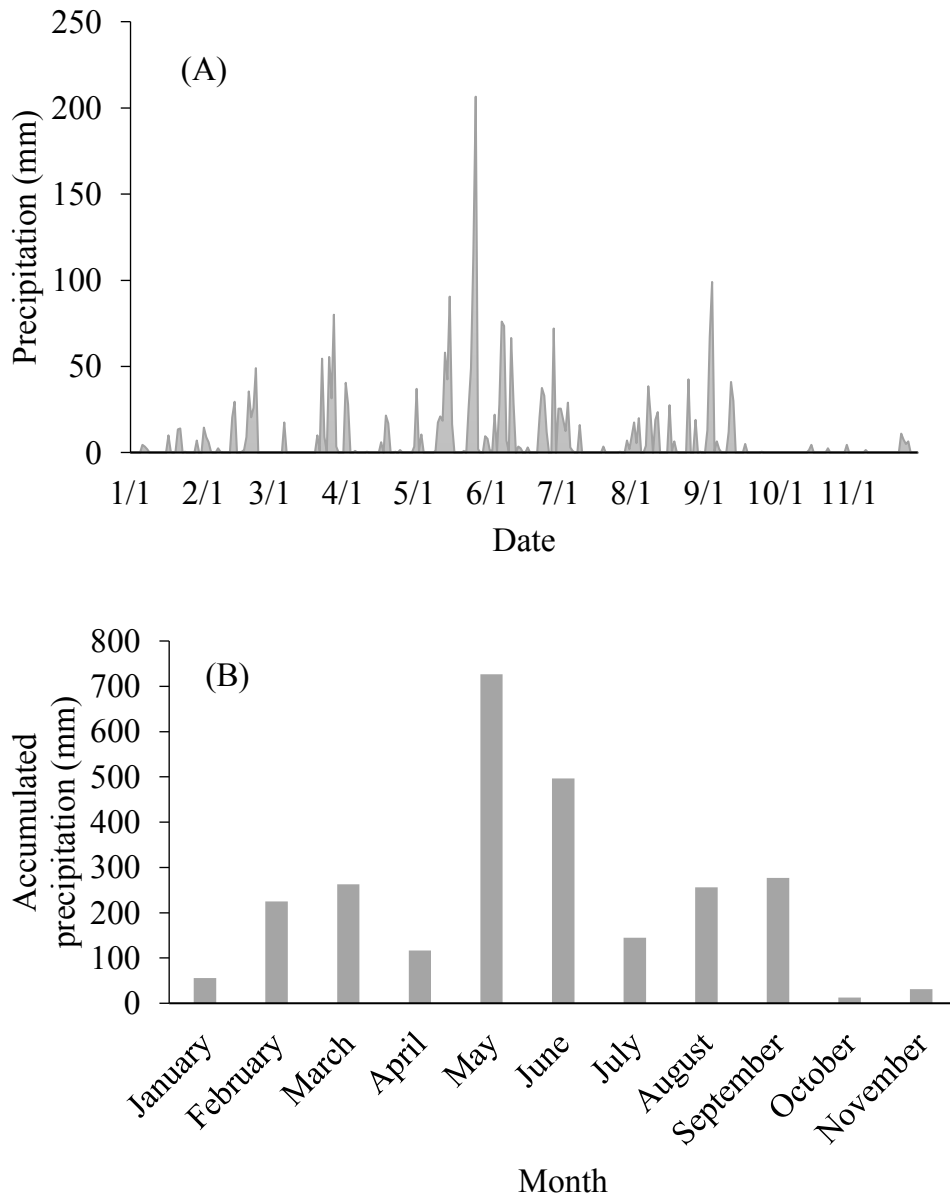 250
(A)
200
150
100
50
0
Precipitation (mm)
1/1 2/1 3/1 4/1 5/1 6/1 7/1 8/1 9/1 10/1 11/1
Date
800
(B)
700
600
500
400
300
200
100
0
Accumulated
precipitation (mm)
January
February
March
April
May
June
July
August
September
October
November
Month